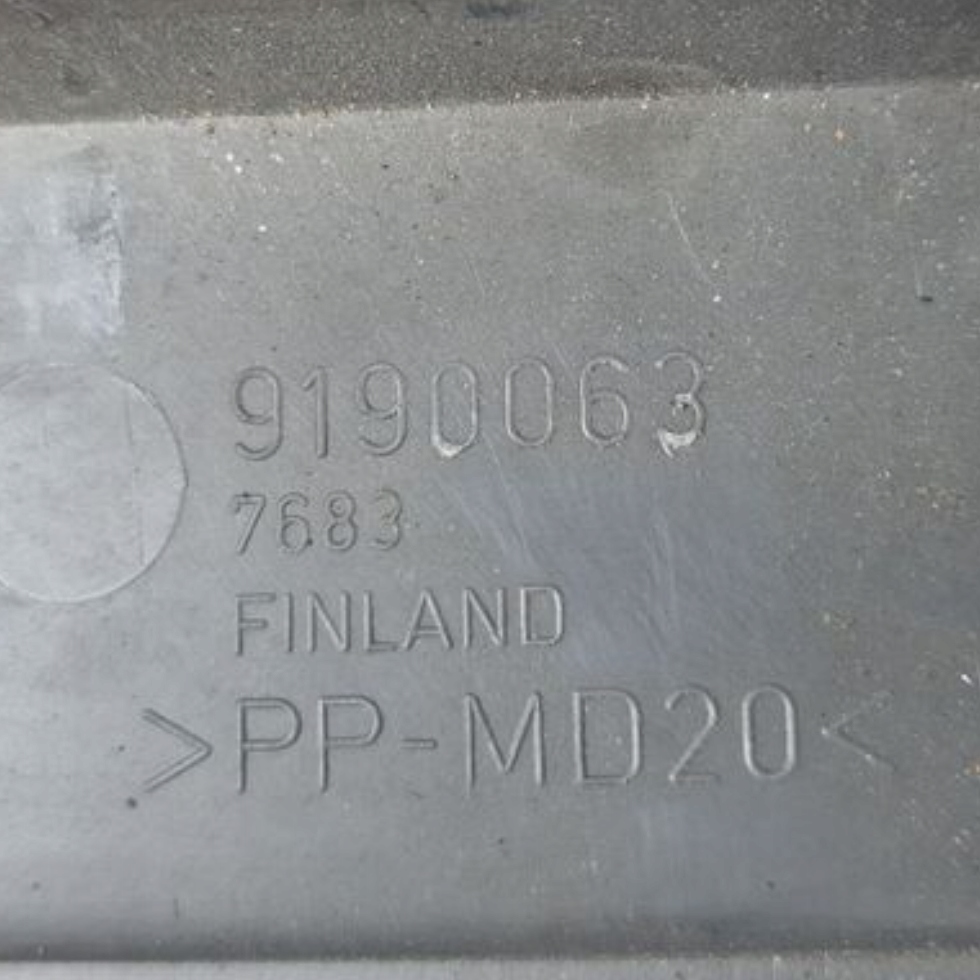 9190063
7683
FINLAND
>PP-MD20<